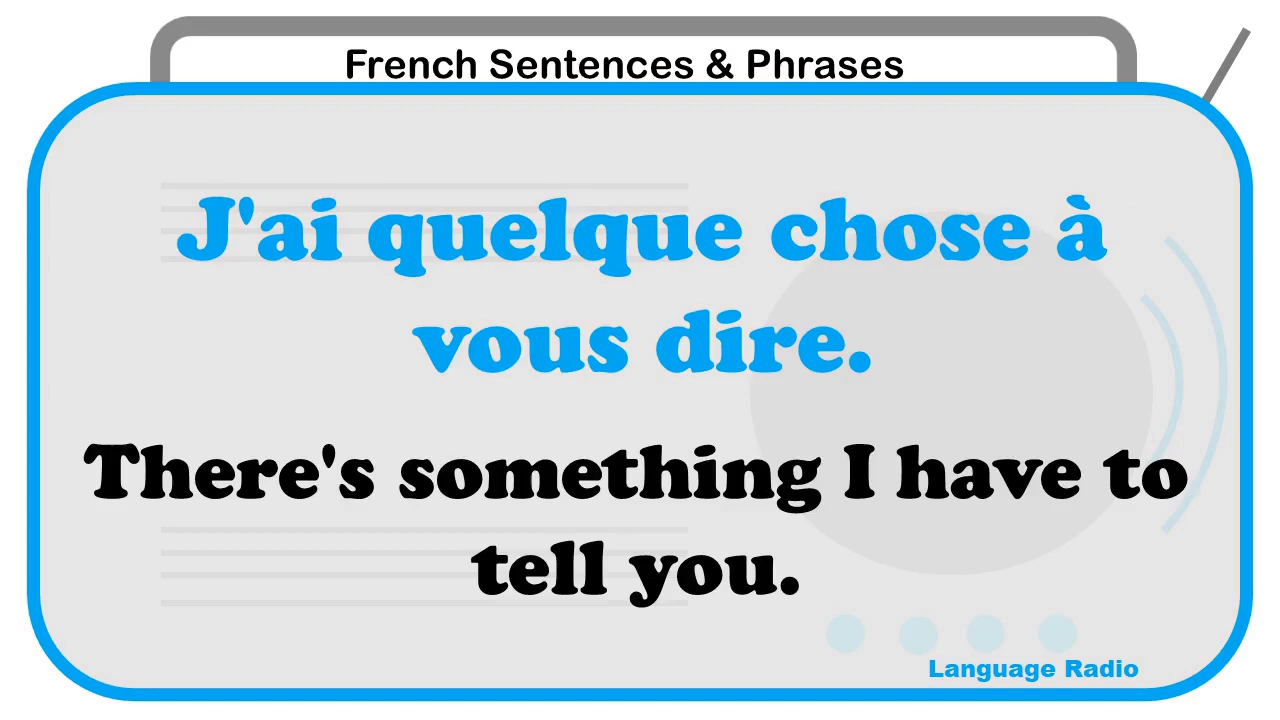 French Sentences & Phrases
J'ai quelque chose à
vous dire.
There's something I have to
tell you.
Language Radio